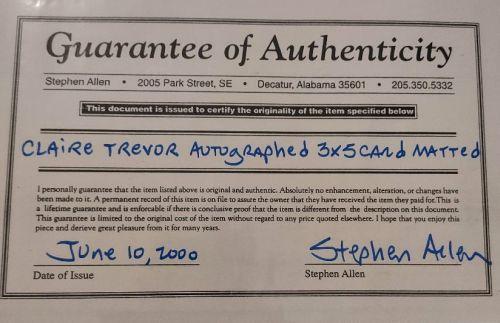 Guarantee of Authenticity
Stephen Allen • 2005 Park Street, SE • Decatur, Alabama 35601 • 205.350.5332
This document is issued to certify the originality of the item specified below
CLAIRE TREVOR AUTOGRAPHED 3X5 CARD MATTED
I personally guarantee that the item listed above is original and authentic. Absolutely no enhancement, alteration, or changes have
been made to it. A permanent record of this item is on file to assure the owner that they have received the item they paid for. This is
a lifetime guarantee and is enforcable if there is conclusive proof that the item is different from the description on this document.
This guarantee is limited to the original cost of the item without regard to any price quoted elsewhere. I hope that you enjoy this
piece and derieve great pleasure from it for many years.
June 10, 2000 Stephen Allen
Date of Issue Stephen Allen